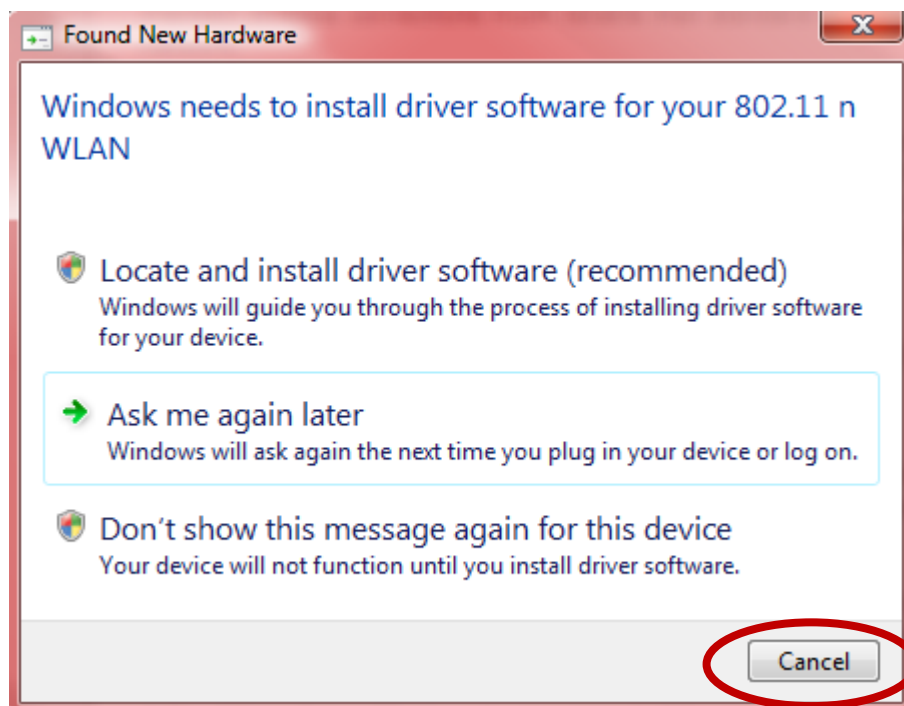 Found New Hardware
Windows needs to install driver software for your 802.11 n
WLAN
Locate and install driver software (recommended)
Windows will guide you through the process of installing driver software
for your device.
Ask me again later
Windows will ask again the next time you plug in your device or log on.
Don't show this message again for this device
Your device will not function until you install driver software.
Cancel